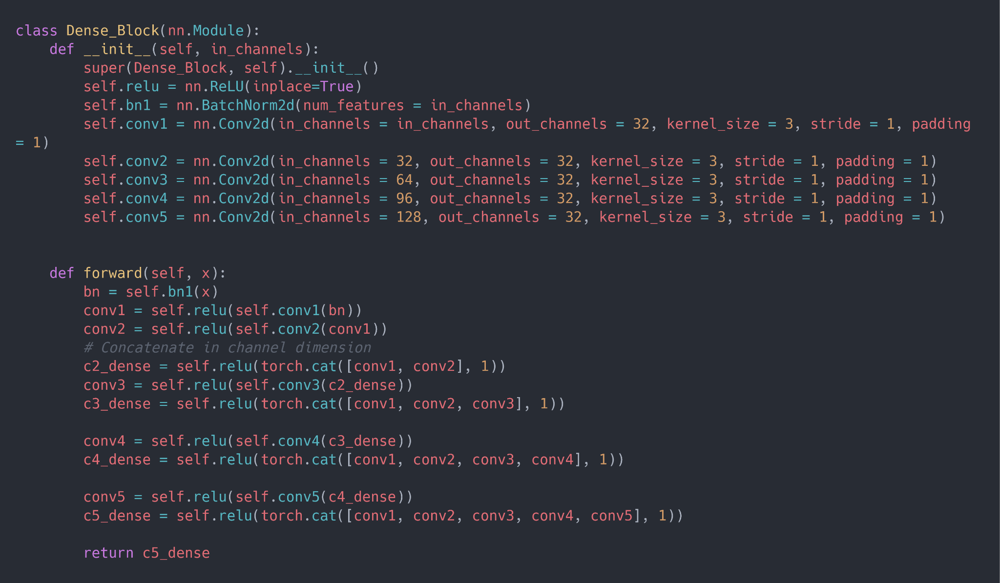 class Dense_Block(nn.Module):
    def __init__(self, in_channels):
        super(Dense_Block, self).__init__()
        self.relu = nn.ReLU(inplace=True)
        self.bn1 = nn.BatchNorm2d(num_features = in_channels)
        self.conv1 = nn.Conv2d(in_channels = in_channels, out_channels = 32, kernel_size = 3, stride = 1, padding
= 1)
        self.conv2 = nn.Conv2d(in_channels = 32, out_channels = 32, kernel_size = 3, stride = 1, padding = 1)
        self.conv3 = nn.Conv2d(in_channels = 64, out_channels = 32, kernel_size = 3, stride = 1, padding = 1)
        self.conv4 = nn.Conv2d(in_channels = 96, out_channels = 32, kernel_size = 3, stride = 1, padding = 1)
        self.conv5 = nn.Conv2d(in_channels = 128, out_channels = 32, kernel_size = 3, stride = 1, padding = 1)
    def forward(self, x):
        bn = self.bn1(x)
        conv1 = self.relu(self.conv1(bn))
        conv2 = self.relu(self.conv2(conv1))
        # Concatenate in channel dimension
        c2_dense = self.relu(torch.cat([conv1, conv2], 1))
        conv3 = self.relu(self.conv3(c2_dense))
        c3_dense = self.relu(torch.cat([conv1, conv2, conv3], 1))
        conv4 = self.relu(self.conv4(c3_dense))
        c4_dense = self.relu(torch.cat([conv1, conv2, conv3, conv4], 1))
        conv5 = self.relu(self.conv5(c4_dense))
        c5_dense = self.relu(torch.cat([conv1, conv2, conv3, conv4, conv5], 1))
        return c5_dense